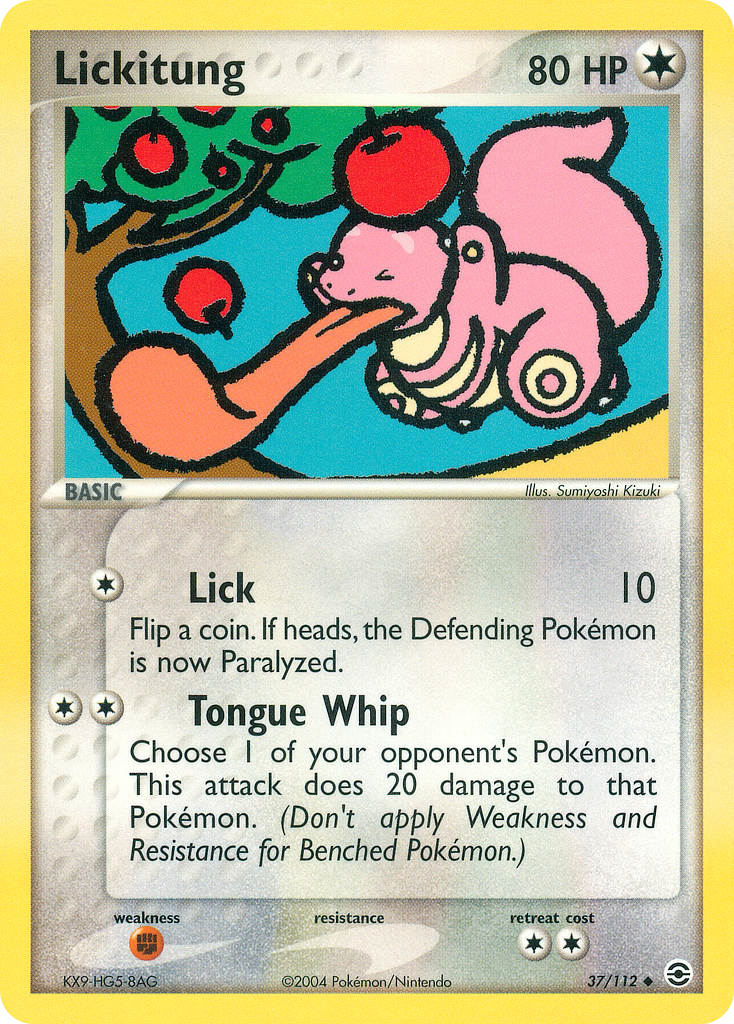 Lickitung 80 HP
BASIC
Illus. Sumiyoshi Kizuki
Lick 10
Flip a coin. If heads, the Defending Pokémon
is now Paralyzed.
Tongue Whip
Choose 1 of your opponent's Pokémon.
This attack does 20 damage to that
Pokémon. (Don't apply Weakness and
Resistance for Benched Pokémon.)
weakness resistance retreat cost
KX9-HG5-8AG ©2004 Pokémon/Nintendo 37/112